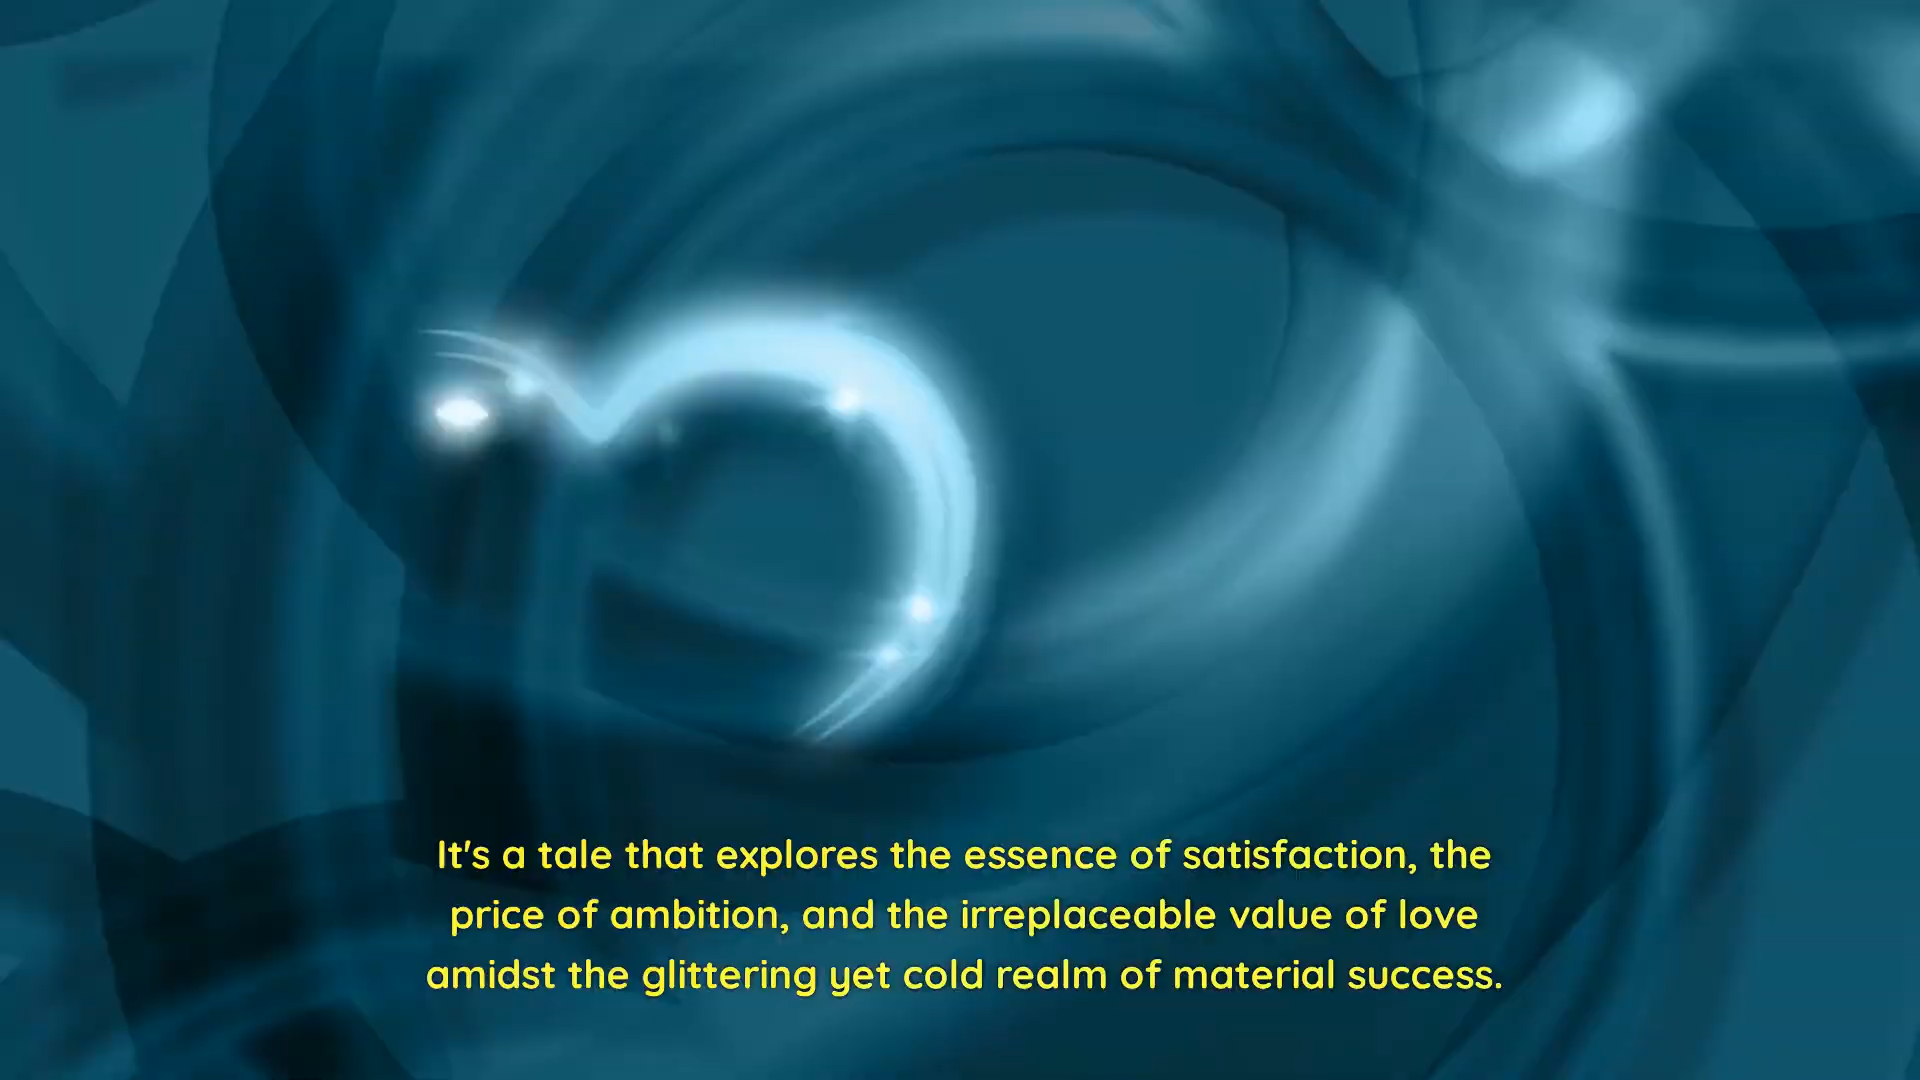 It's a tale that explores the essence of satisfaction, the
price of ambition, and the irreplaceable value of love
amidst the glittering yet cold realm of material success.